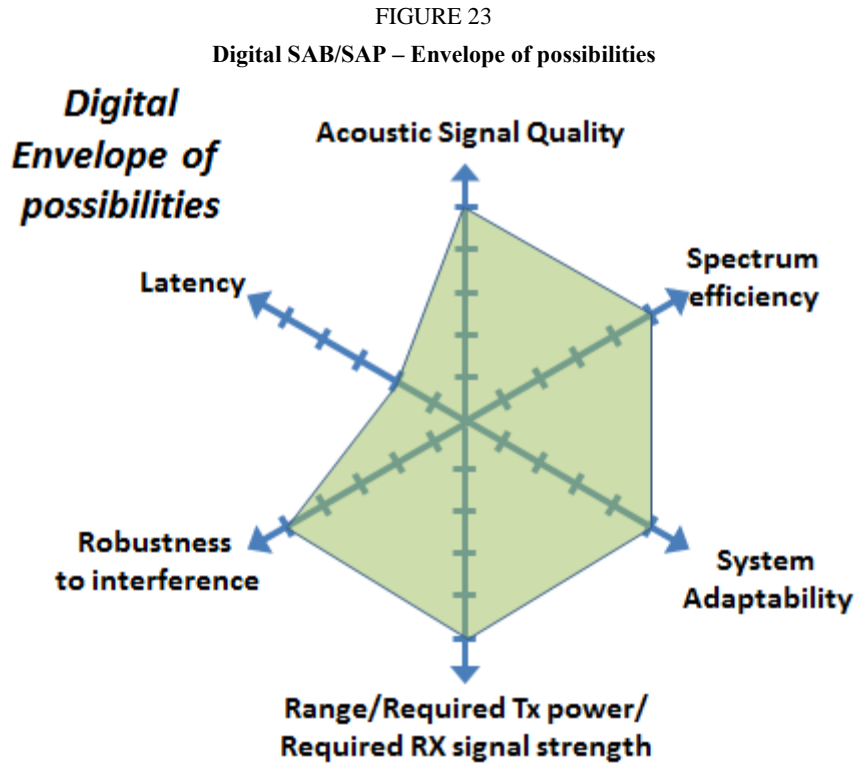 FIGURE 23
Digital SAB/SAP – Envelope of possibilities
Digital
Envelope of
possibilities
Acoustic Signal Quality
Spectrum
efficiency
Latency
Robustness
to interference
System
Adaptability
Range/Required Tx power/
Required RX signal strength